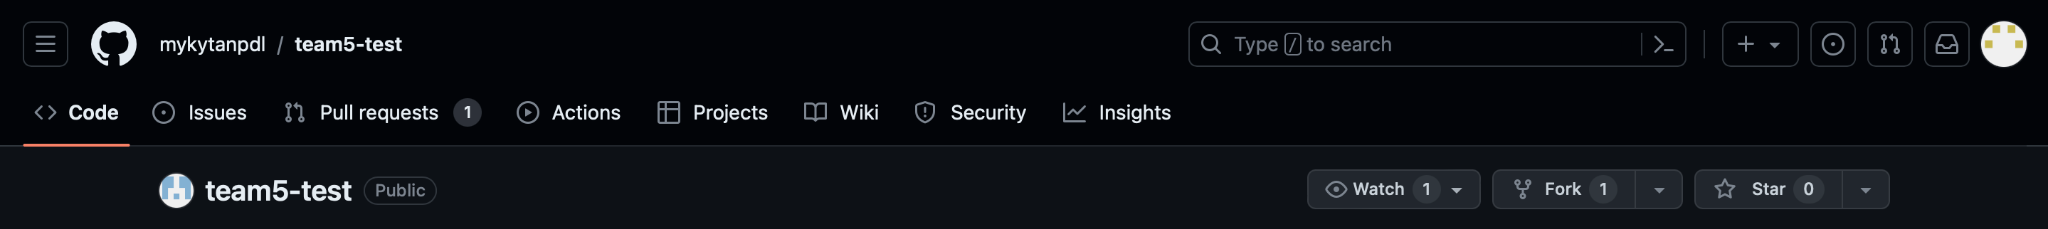 mykytanpdl / team5-test
Type / to search
Code Issues Pull requests 1 Actions Projects Wiki Security Insights
team5-test Public
Watch 1 Fork 1 Star 0